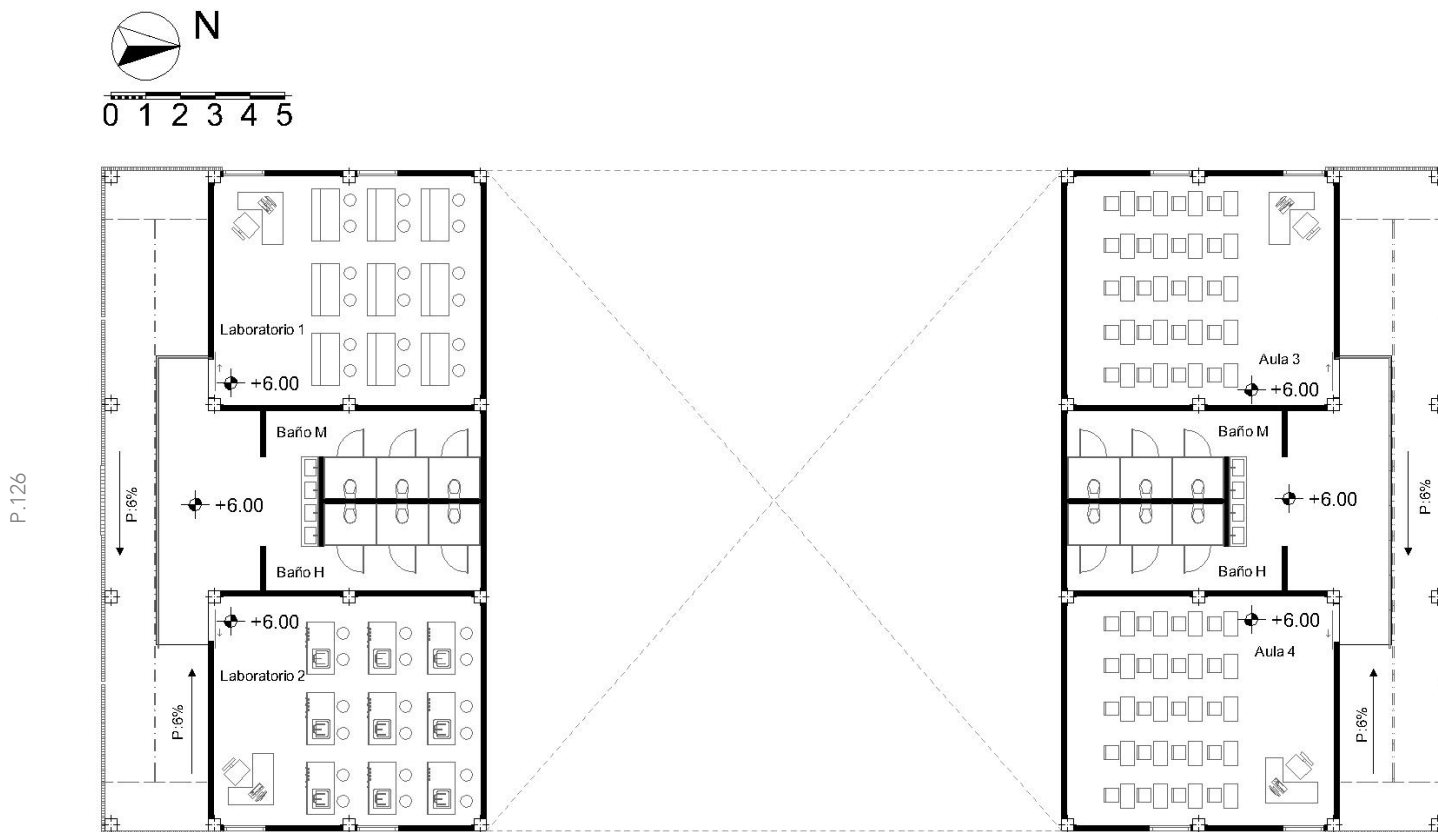 N
0 1 2 3 4 5
Laboratorio 1
+6.00
Baño M
+6.00
P:6%
Baño H
+6.00
Laboratorio 2
P:6%
Aula 3
+6.00
Baño M
+6.00
P:6%
Baño H
+6.00
Aula 4
P:6%
P.126